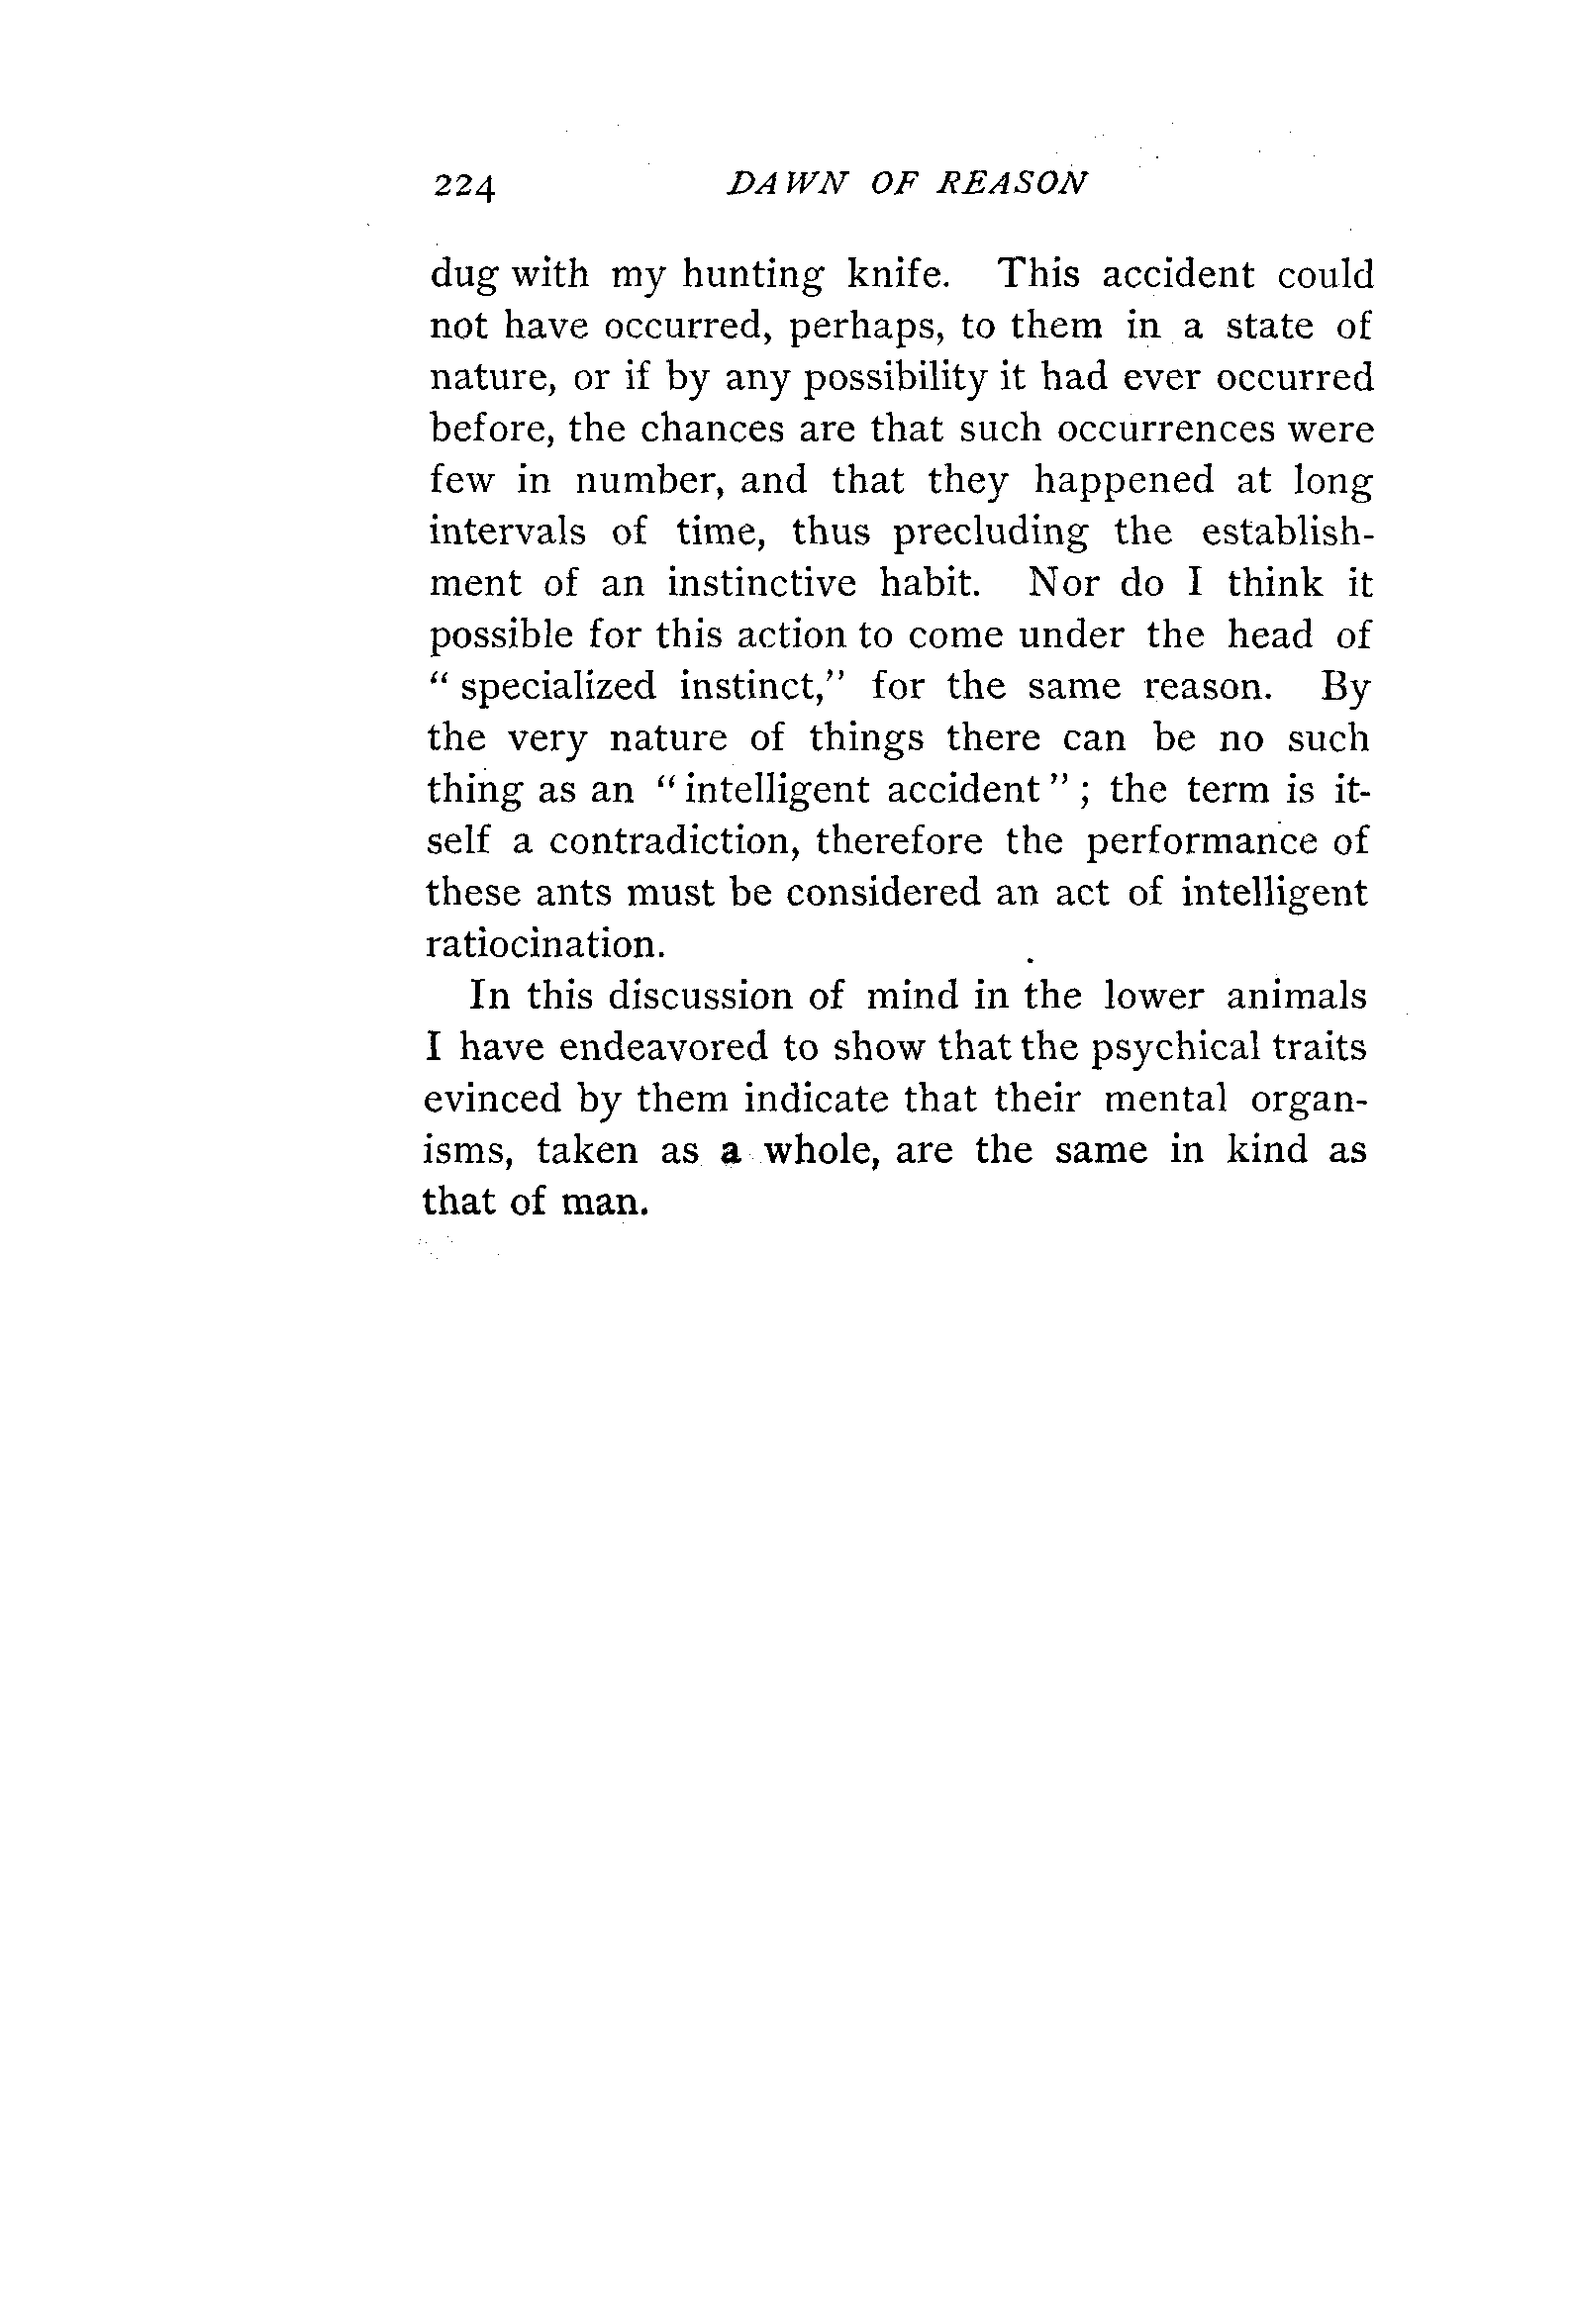 224 DAWN OF REASON
dug with my hunting knife. This accident could
not have occurred, perhaps, to them in a state of
nature, or if by any possibility it had ever occurred
before, the chances are that such occurrences were
few in number, and that they happened at long
intervals of time, thus precluding the establish-
ment of an instinctive habit. Nor do I think it
possible for this action to come under the head of
“specialized instinct,” for the same reason. By
the very nature of things there can be no such
thing as an “intelligent accident”; the term is it-
self a contradiction, therefore the performance of
these ants must be considered an act of intelligent
ratiocination.
In this discussion of mind in the lower animals
I have endeavored to show that the psychical traits
evinced by them indicate that their mental organ-
isms, taken as a whole, are the same in kind as
that of man.